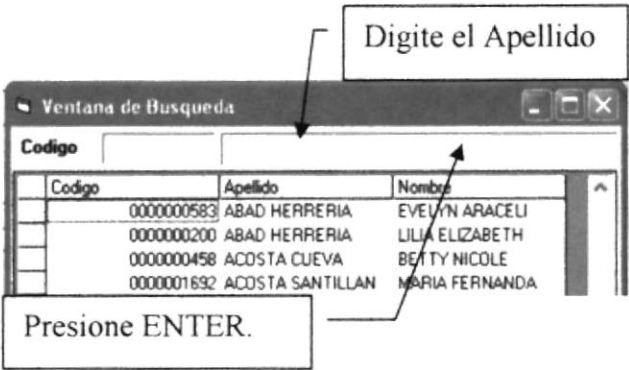 Digite el Apellido
Ventana de Busqueda
Codigo
Codigo Apellido Nombre
0000000583 ABAD HERRERIA EVELYN ARACELI
0000000200 ABAD HERRERIA LILIA ELIZABETH
0000000458 ACOSTA CUEVA BETTY NICOLE
0000001692 ACOSTA SANTILLAN MARIA FERNANDA
Presione ENTER.